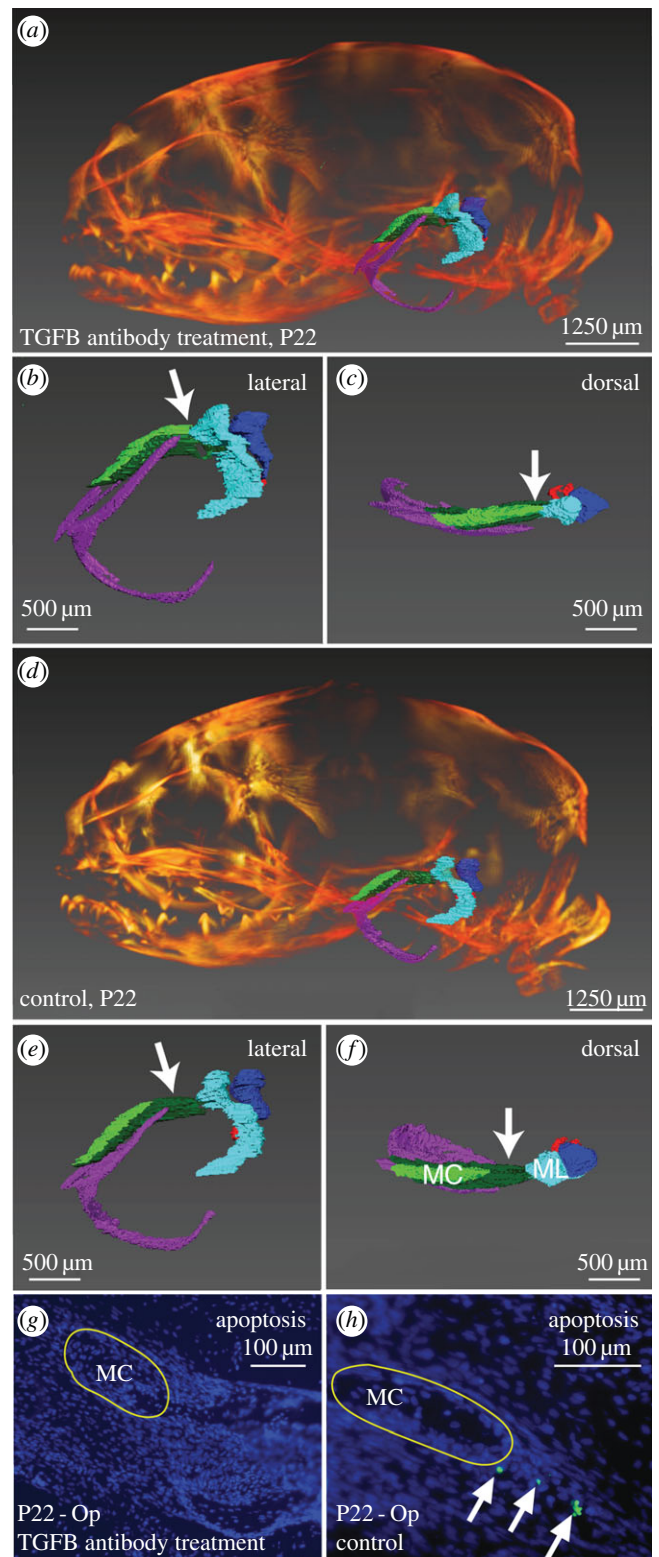 (a)
TGFB antibody treatment, P22
1250 µm
(b)
lateral
500 µm
(c)
dorsal
500 µm
(d)
control, P22
1250 µm
(e)
lateral
500 µm
(f)
dorsal
MC
ML
500 µm
(g)
apoptosis
100 µm
MC
P22 - Op
TGFB antibody treatment
(h)
apoptosis
100 µm
MC
P22 - Op
control